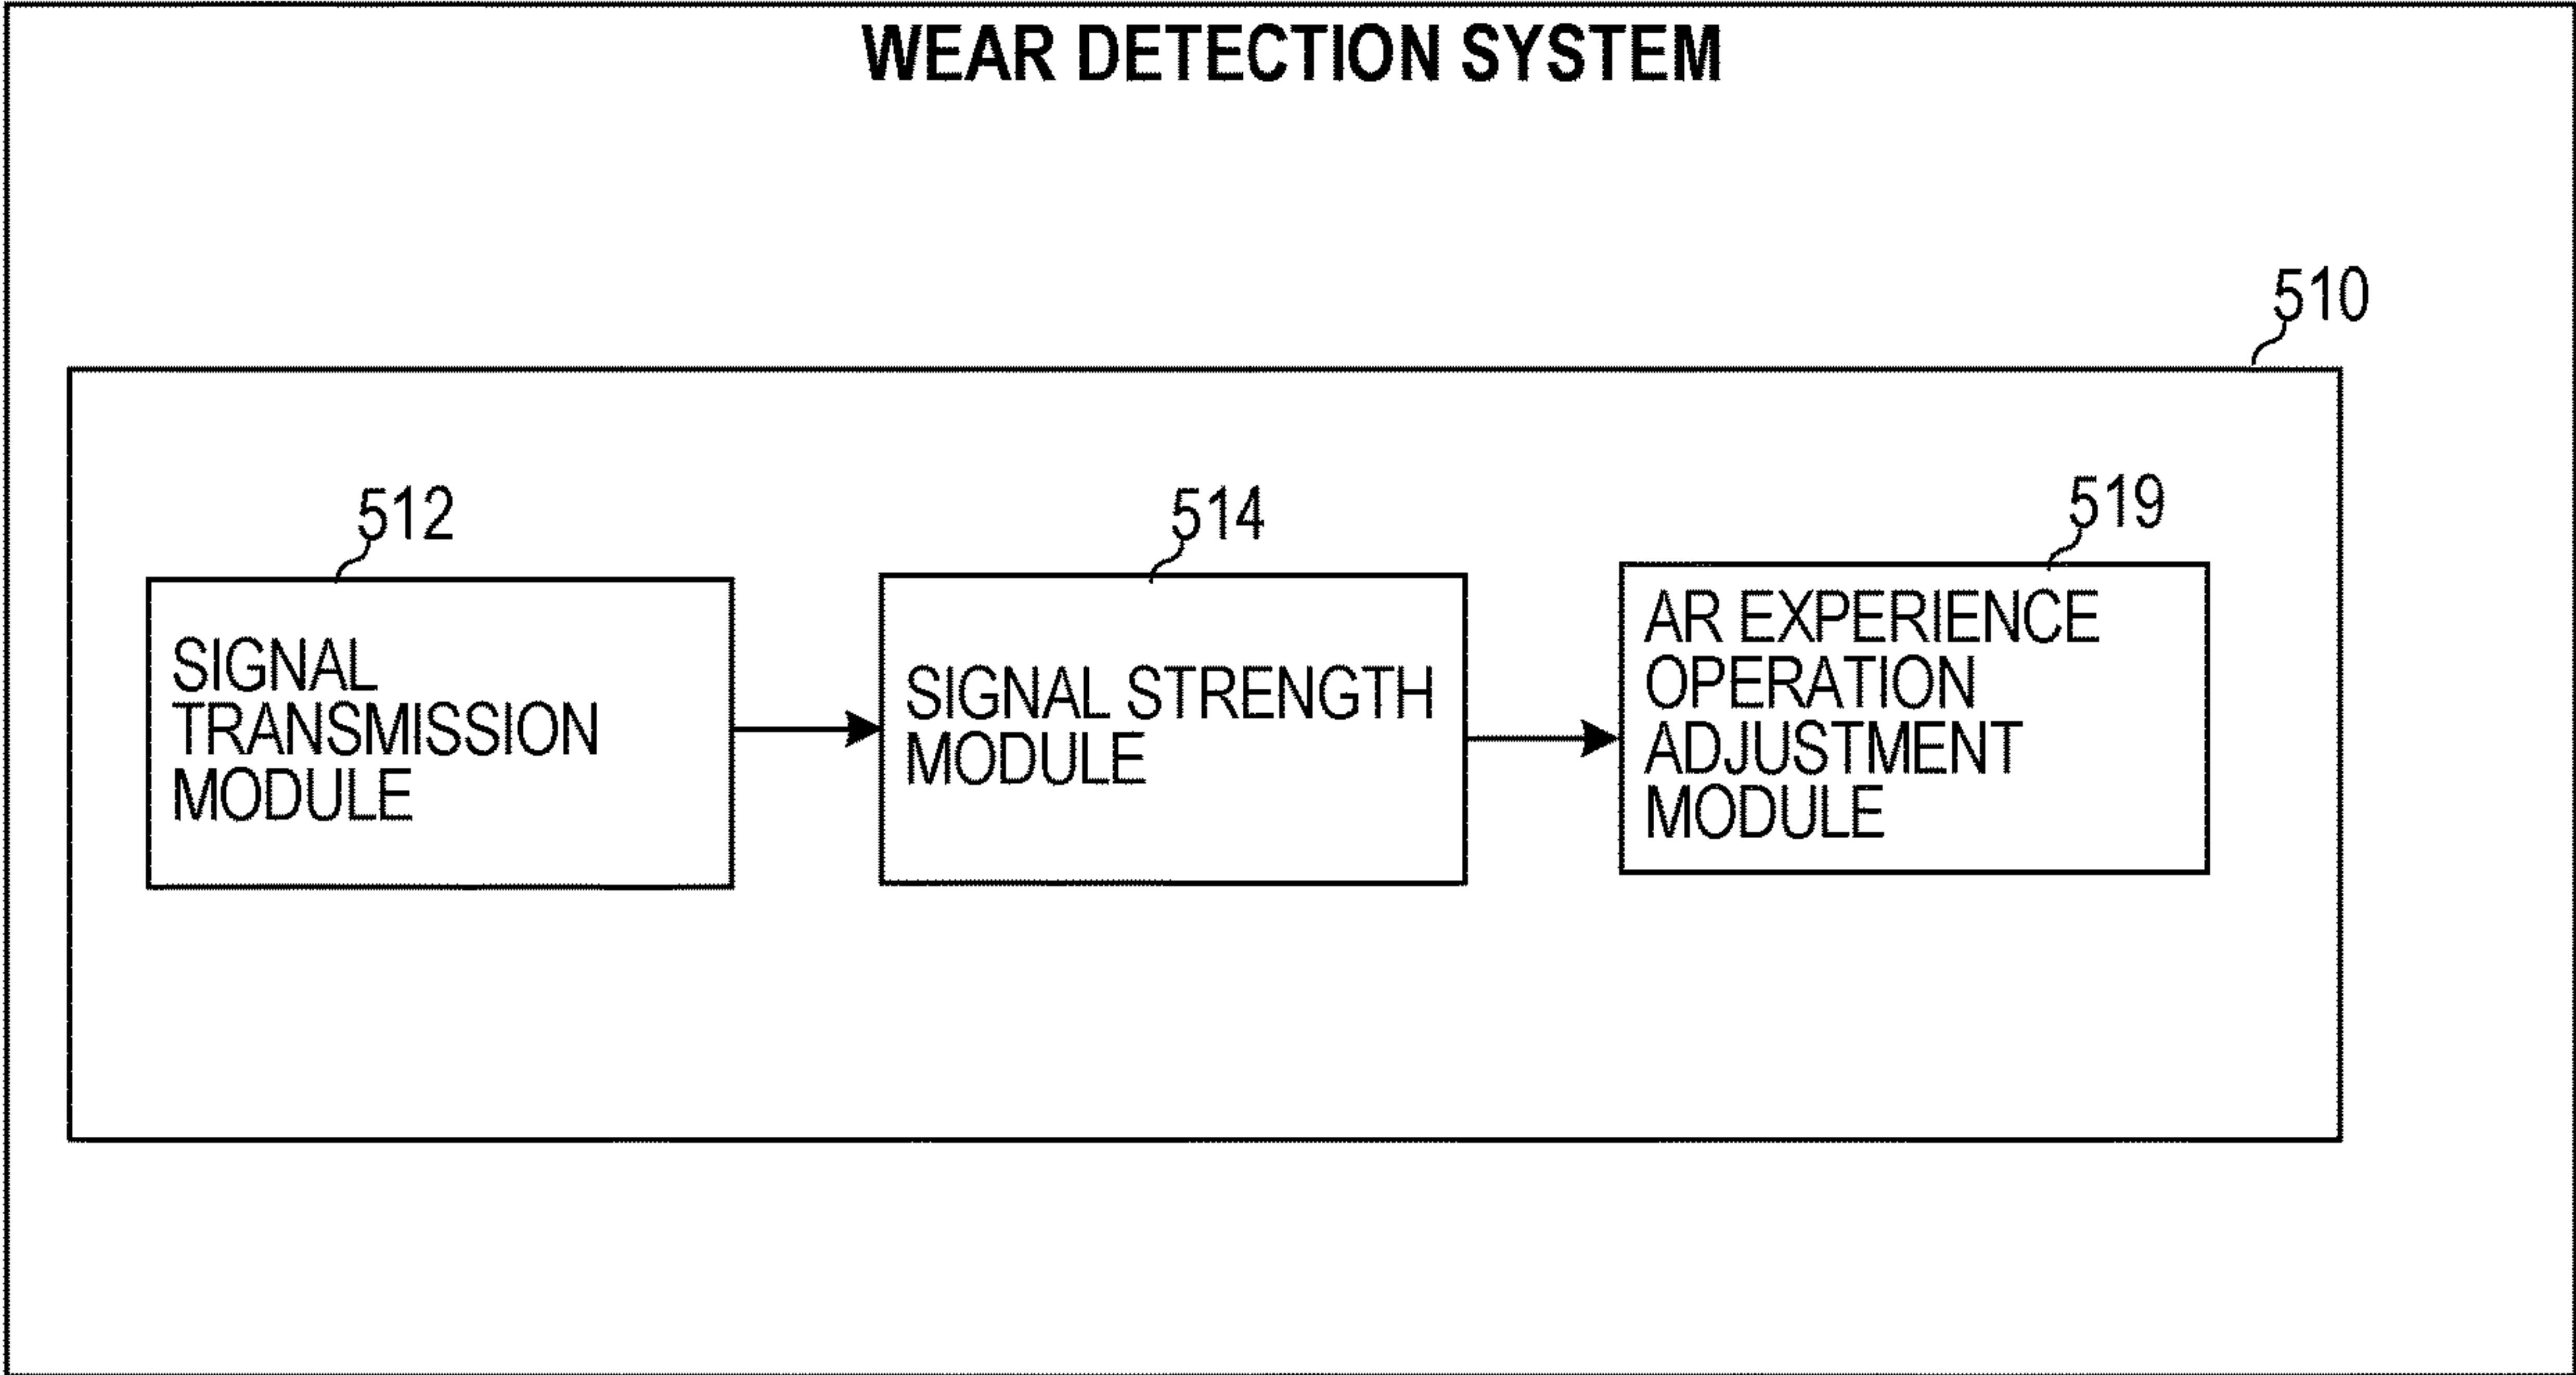 WEAR DETECTION SYSTEM
510
512
514
519
SIGNAL
TRANSMISSION
MODULE
SIGNAL STRENGTH
MODULE
AR EXPERIENCE
OPERATION
ADJUSTMENT
MODULE